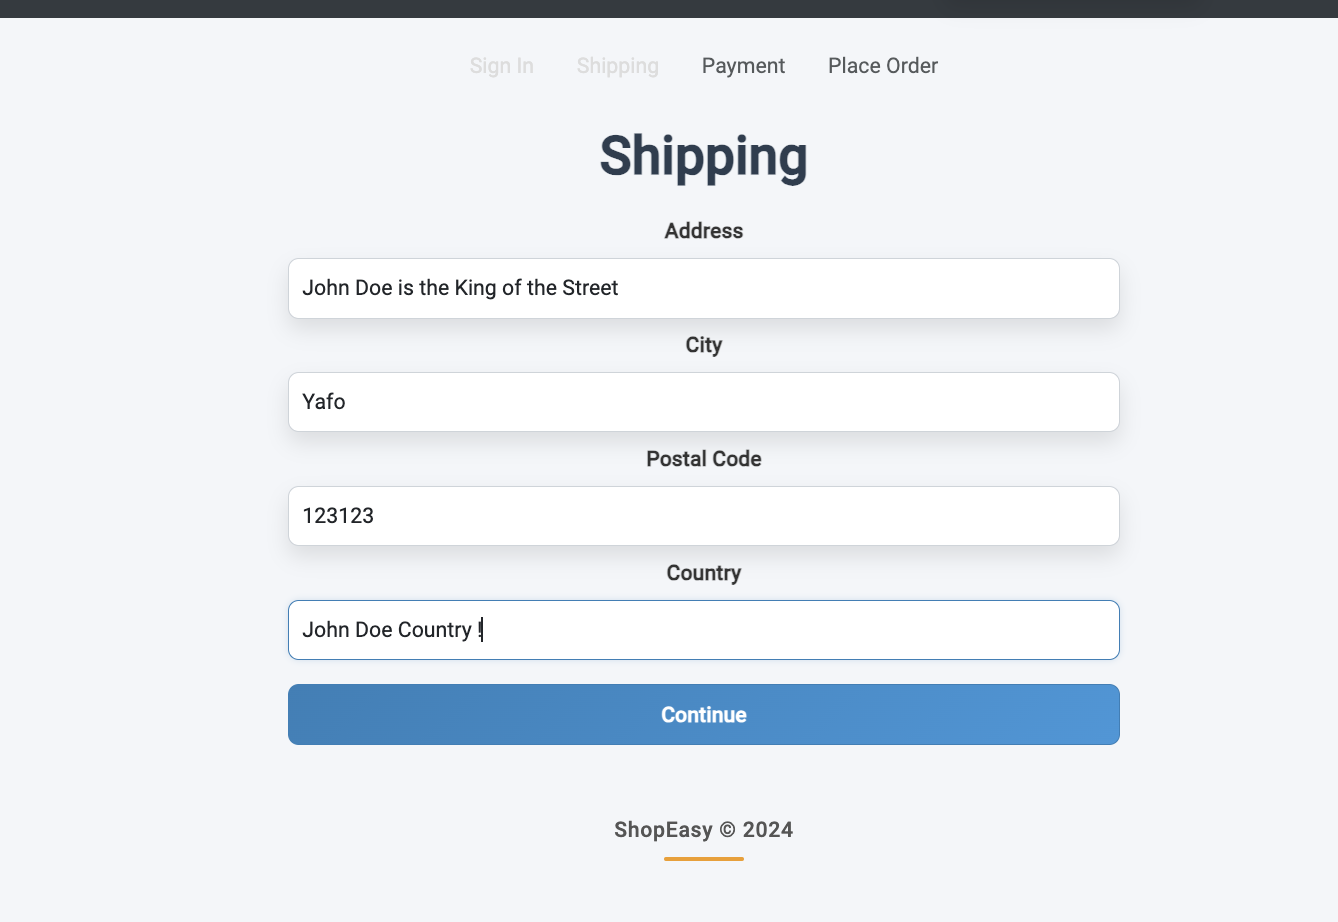 Sign In Shipping Payment Place Order
Shipping
Address
John Doe is the King of the Street
City
Yafo
Postal Code
123123
Country
John Doe Country !
Continue
ShopEasy © 2024